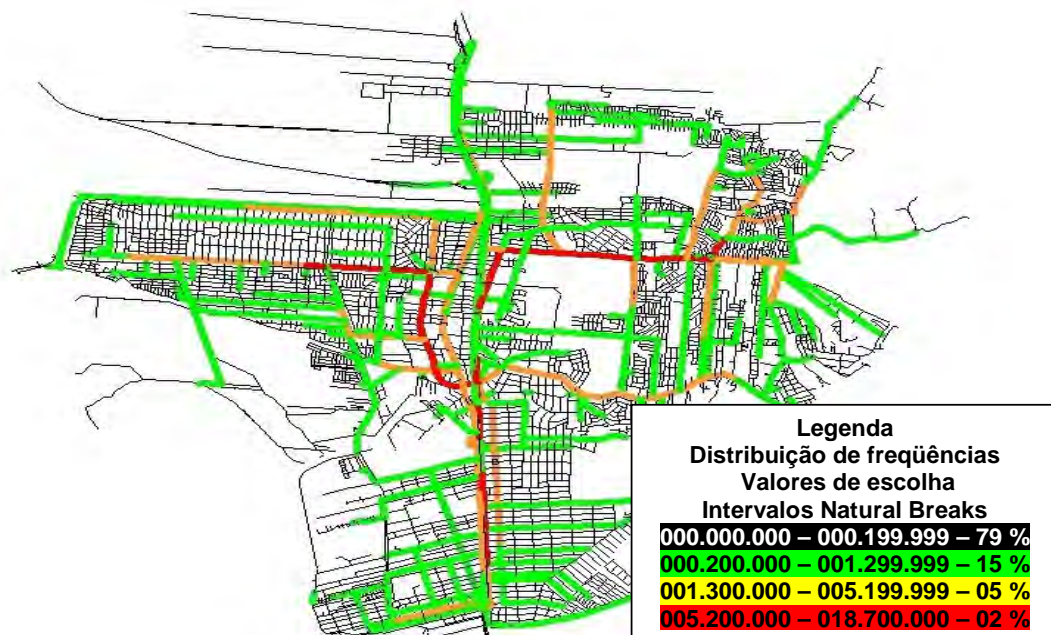 Legenda
Distribuição de freqüências
Valores de escolha
Intervalos Natural Breaks
000.000.000 – 000.199.999 – 79 %
000.200.000 – 001.299.999 – 15 %
001.300.000 – 005.199.999 – 05 %
005.200.000 – 018.700.000 – 02 %